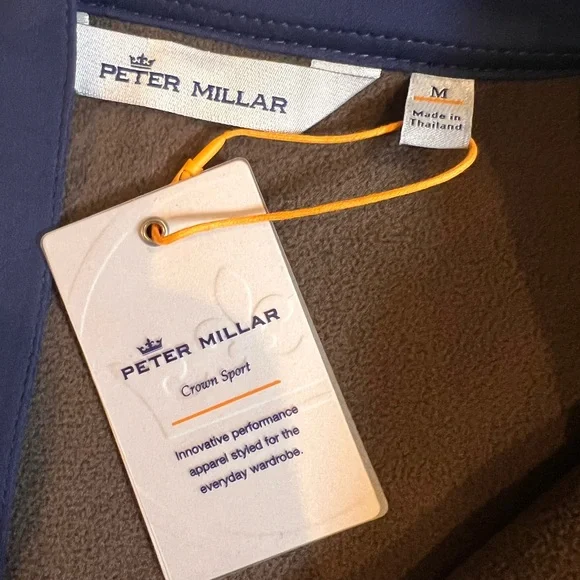 PETER MILLAR
M
Made in
Thailand
PETER MILLAR
Crown Sport
Innovative performance
apparel styled for the
everyday wardrobe.